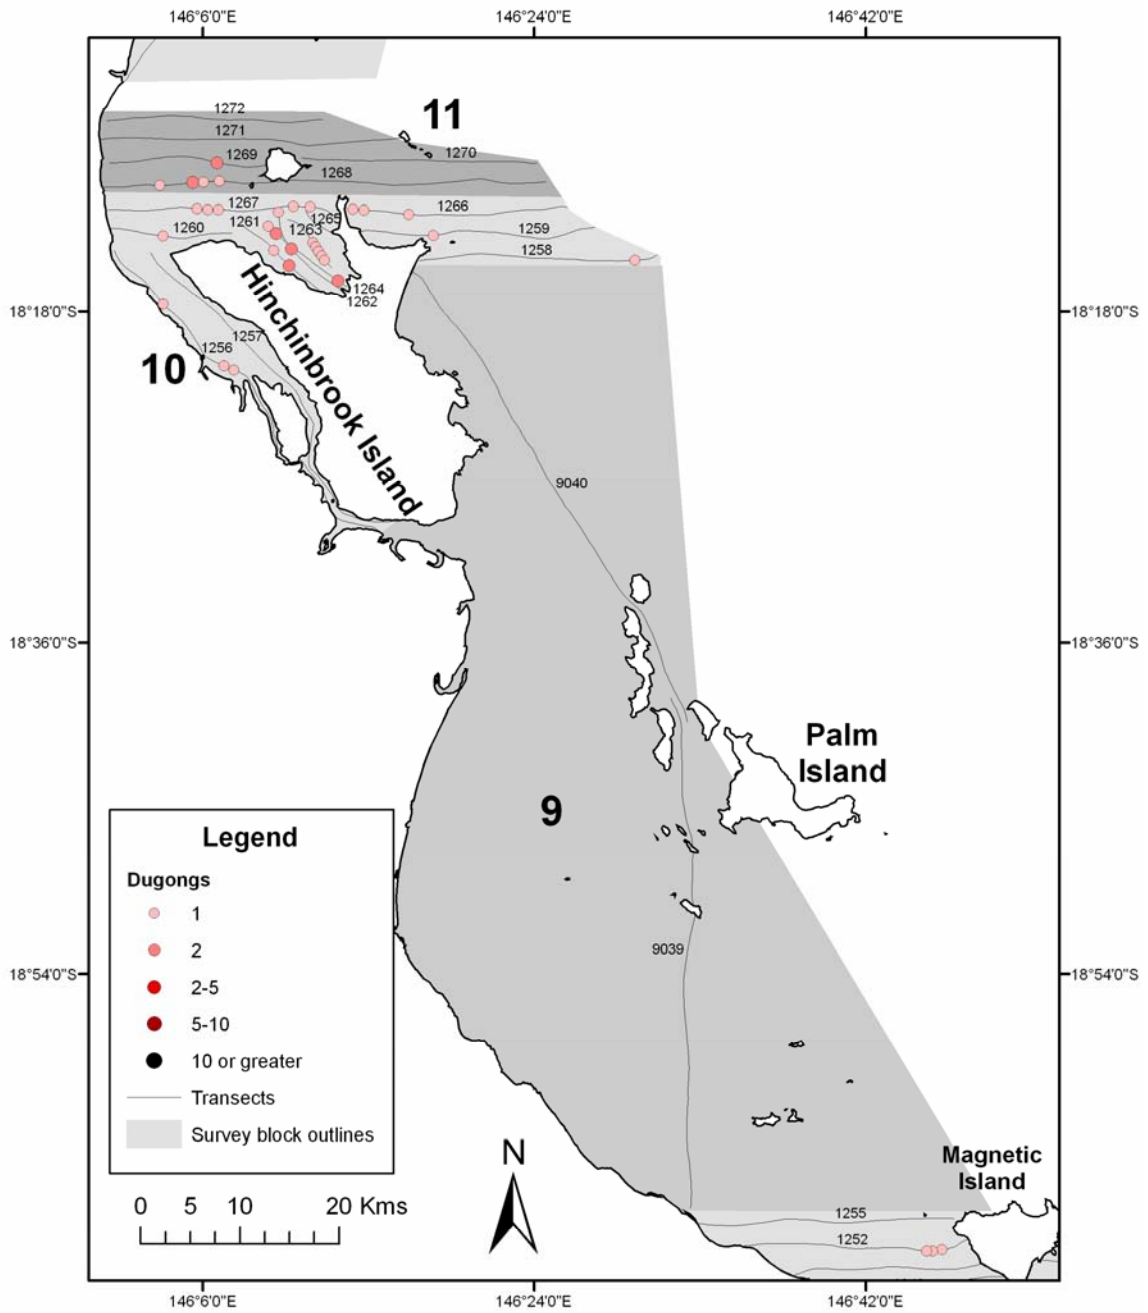 146°6'0"E
146°24'0"E
146°42'0"E
1272
11
1271
1270
1269
1268
1267
1266
1265
1261
1260
1263
1259
1258
1264
1262
18°18'0"S
18°18'0"S
Hinchinbrook Island
1257
1256
10
9040
18°36'0"S
18°36'0"S
Palm
Island
9
Legend
Dugongs
1
2
2-5
5-10
10 or greater
Transects
Survey block outlines
9039
18°54'0"S
18°54'0"S
N
Magnetic
Island
0 5 10 20 Kms
1255
1252
146°6'0"E
146°24'0"E
146°42'0"E